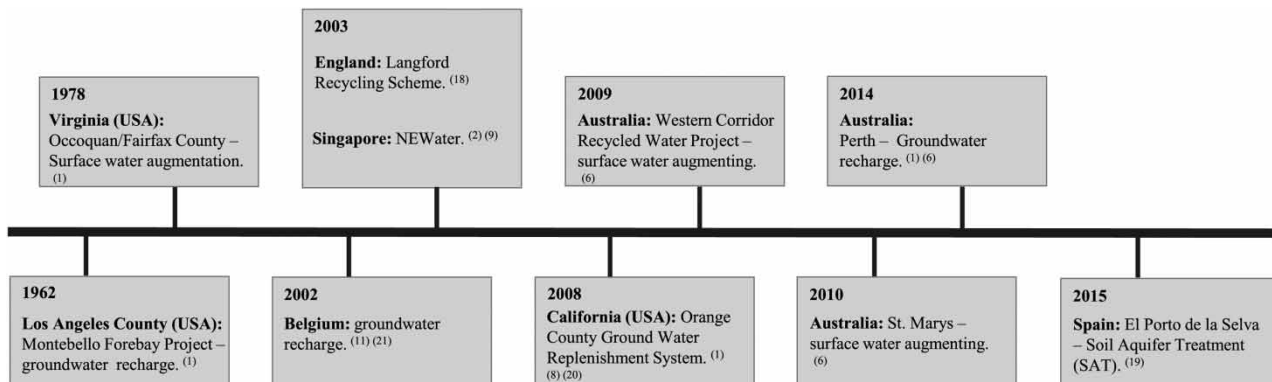 1978
Virginia (USA):
Occoquan/Fairfax County –
Surface water augmentation.
(1)
2003
England: Langford
Recycling Scheme. (18)
Singapore: NEWater. (2) (9)
2009
Australia: Western Corridor
Recycled Water Project –
surface water augmenting.
(6)
2014
Australia:
Perth – Groundwater
recharge. (1) (6)
1962
Los Angeles County (USA):
Montebello Forebay Project –
groundwater recharge. (1)
2002
Belgium: groundwater
recharge. (11) (21)
2008
California (USA): Orange
County Ground Water
Replenishment System. (1)
(8) (20)
2010
Australia: St. Marys –
surface water augmenting.
(6)
2015
Spain: El Porto de la Selva
– Soil Aquifer Treatment
(SAT). (19)